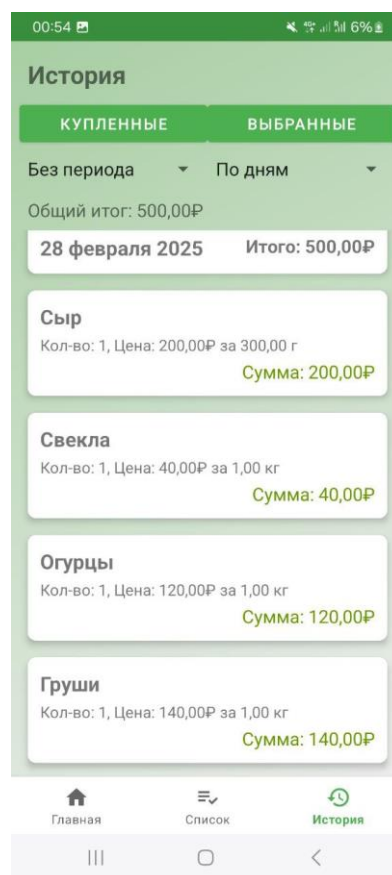 00:54 6%
История
КУПЛЕННЫЕ ВЫБРАННЫЕ
Без периода По дням
Общий итог: 500,00₽
28 февраля 2025 Итого: 500,00₽
Сыр
Кол-во: 1, Цена: 200,00₽ за 300,00 г
Сумма: 200,00₽
Свекла
Кол-во: 1, Цена: 40,00₽ за 1,00 кг
Сумма: 40,00₽
Огурцы
Кол-во: 1, Цена: 120,00₽ за 1,00 кг
Сумма: 120,00₽
Груши
Кол-во: 1, Цена: 140,00₽ за 1,00 кг
Сумма: 140,00₽
Главная Список История